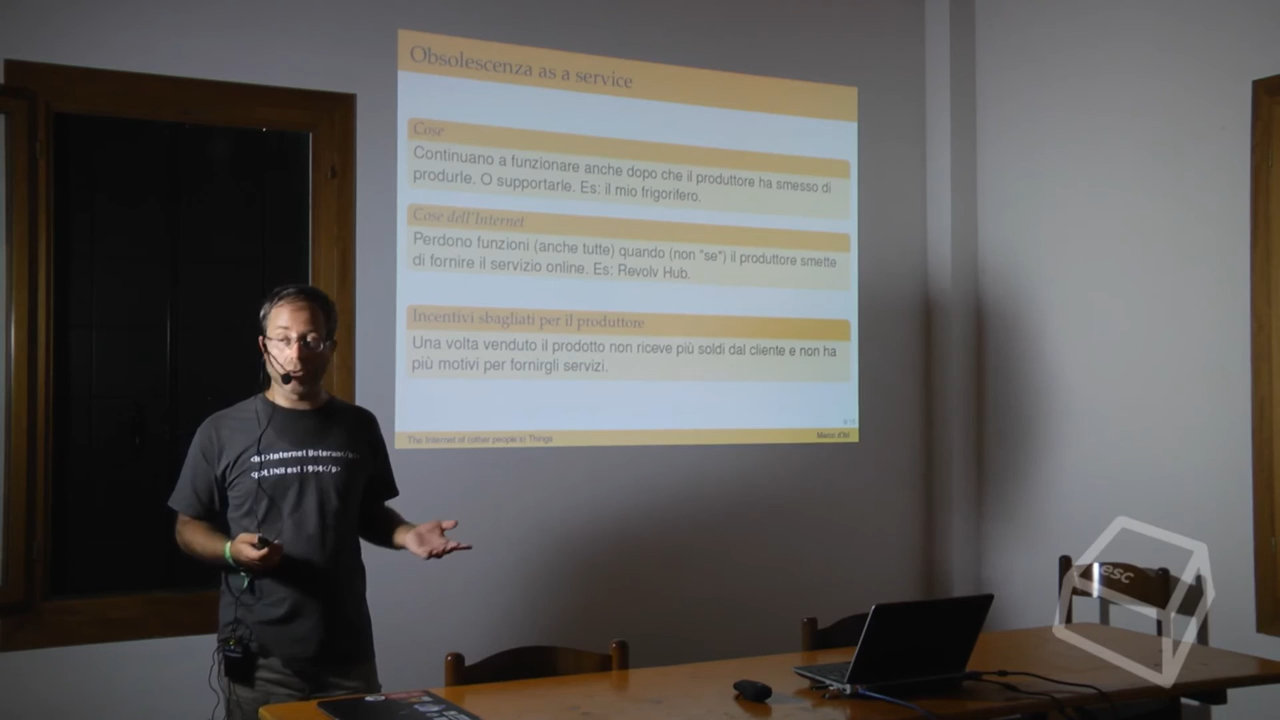 Obsolescenza as a service
Cose
Continuano a funzionare anche dopo che il produttore ha smesso di
produrle. O supportarle. Es: il mio frigorifero.
Cose dell'Internet
Perdono funzioni (anche tutte) quando (non "se") il produttore smette
di fornire il servizio online. Es: Revolv Hub.
Incentivi sbagliati per il produttore
Una volta venduto il prodotto non riceve più soldi dal cliente e non ha
più motivi per fornirgli servizi.
The Internet of (other people's) Things
Marco d'Itri
<h1>Internet Veteran</h1>
<p>LINH est 1994</p>
esc